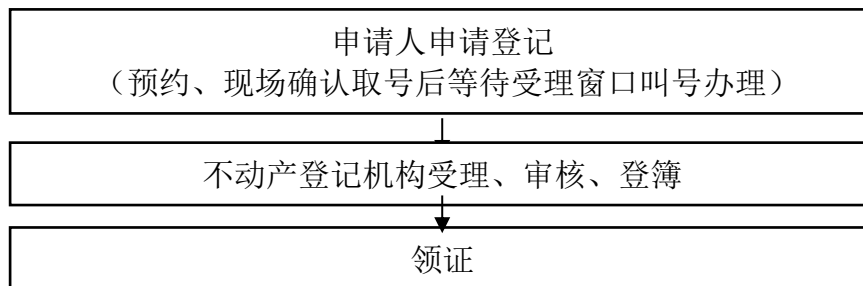 申请人申请登记
（预约、现场确认取号后等待受理窗口叫号办理）
不动产登记机构受理、审核、登簿
领证